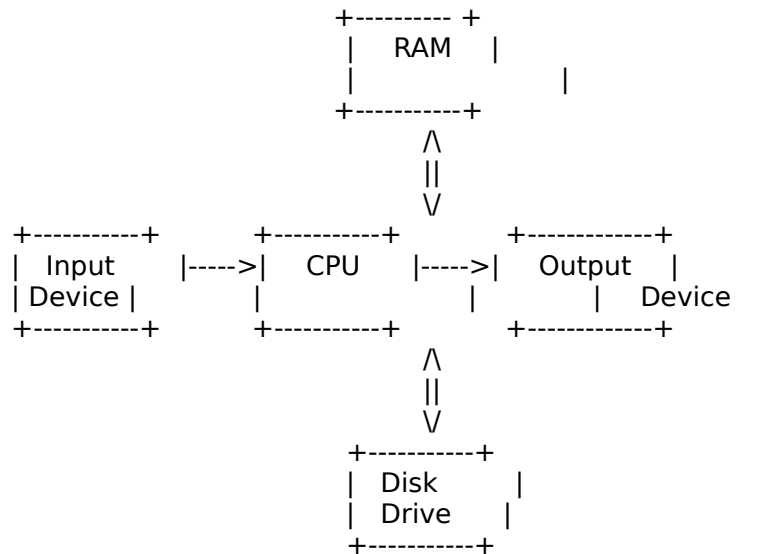 +---------- +
|    RAM    |
|                |
+-----------+
/\
||
\/
+-----------+    +-----------+    +-------------+
|   Input    |----->|    CPU    |----->|    Output    |
| Device |    |                |    |    Device
+-----------+    +-----------+    +-------------+
/\
||
\/
+-----------+
|   Disk    |
|   Drive    |
+-----------+